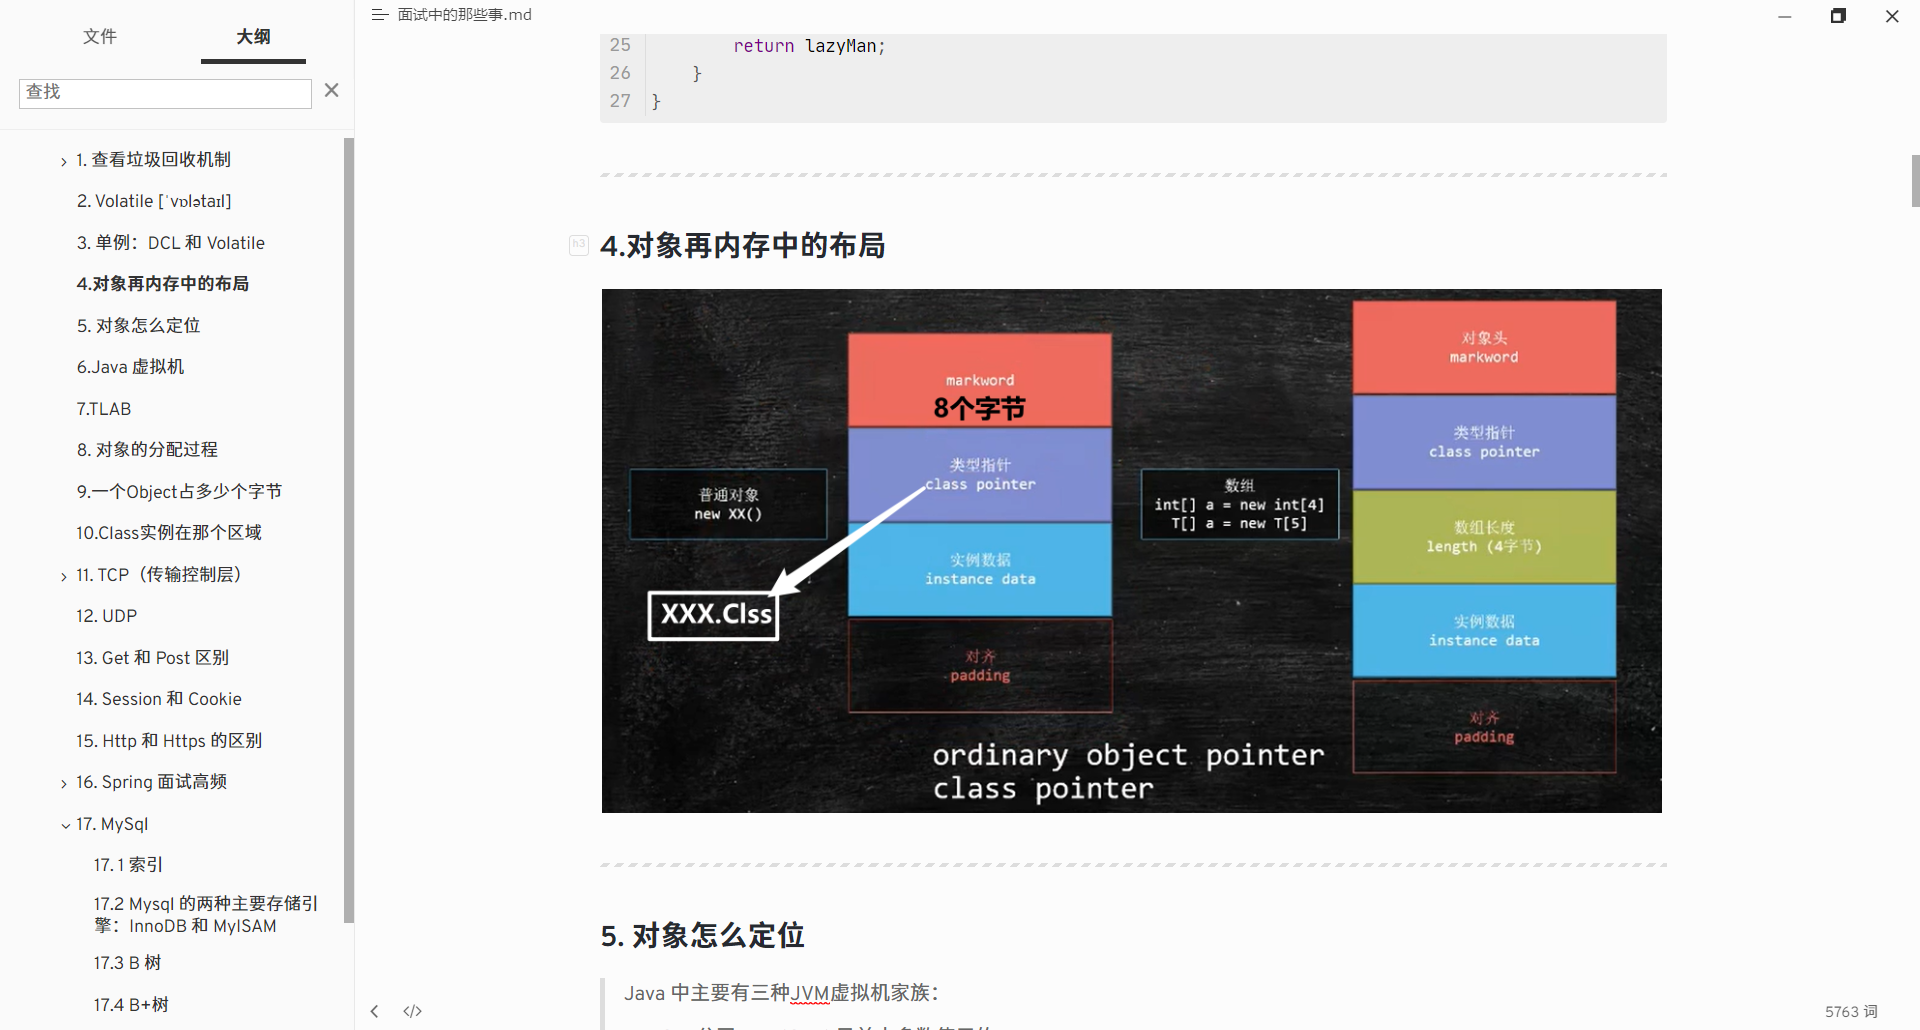 文件
大纲
查找
1. 查看垃圾回收机制
2. Volatile [ˈvɒlətaɪl]
3. 单例：DCL 和 Volatile
4.对象再内存中的布局
5. 对象怎么定位
6.Java 虚拟机
7.TLAB
8. 对象的分配过程
9.一个Object占多少个字节
10.Class实例在那个区域
11. TCP（传输控制层）
12. UDP
13. Get 和 Post 区别
14. Session 和 Cookie
15. Http 和 Https 的区别
16. Spring 面试高频
17. MySql
17. 1 索引
17.2 Mysql 的两种主要存储引
擎：InnoDB 和 MyISAM
17.3 B 树
17.4 B+树
面试中的那些事.md
25 return lazyMan;
26 }
27 }
h3
4.对象再内存中的布局
普通对象
new XX()
markword
8个字节
类型指针
class pointer
实例数据
instance data
对齐
padding
XXX.Clss
数组
int[] a = new int[4]
T[] a = new T[5]
对象头
markword
类型指针
class pointer
数组长度
length (4字节)
实例数据
instance data
对齐
padding
ordinary object pointer
class pointer
5. 对象怎么定位
Java 中主要有三种JVM虚拟机家族：
</>
5763 词